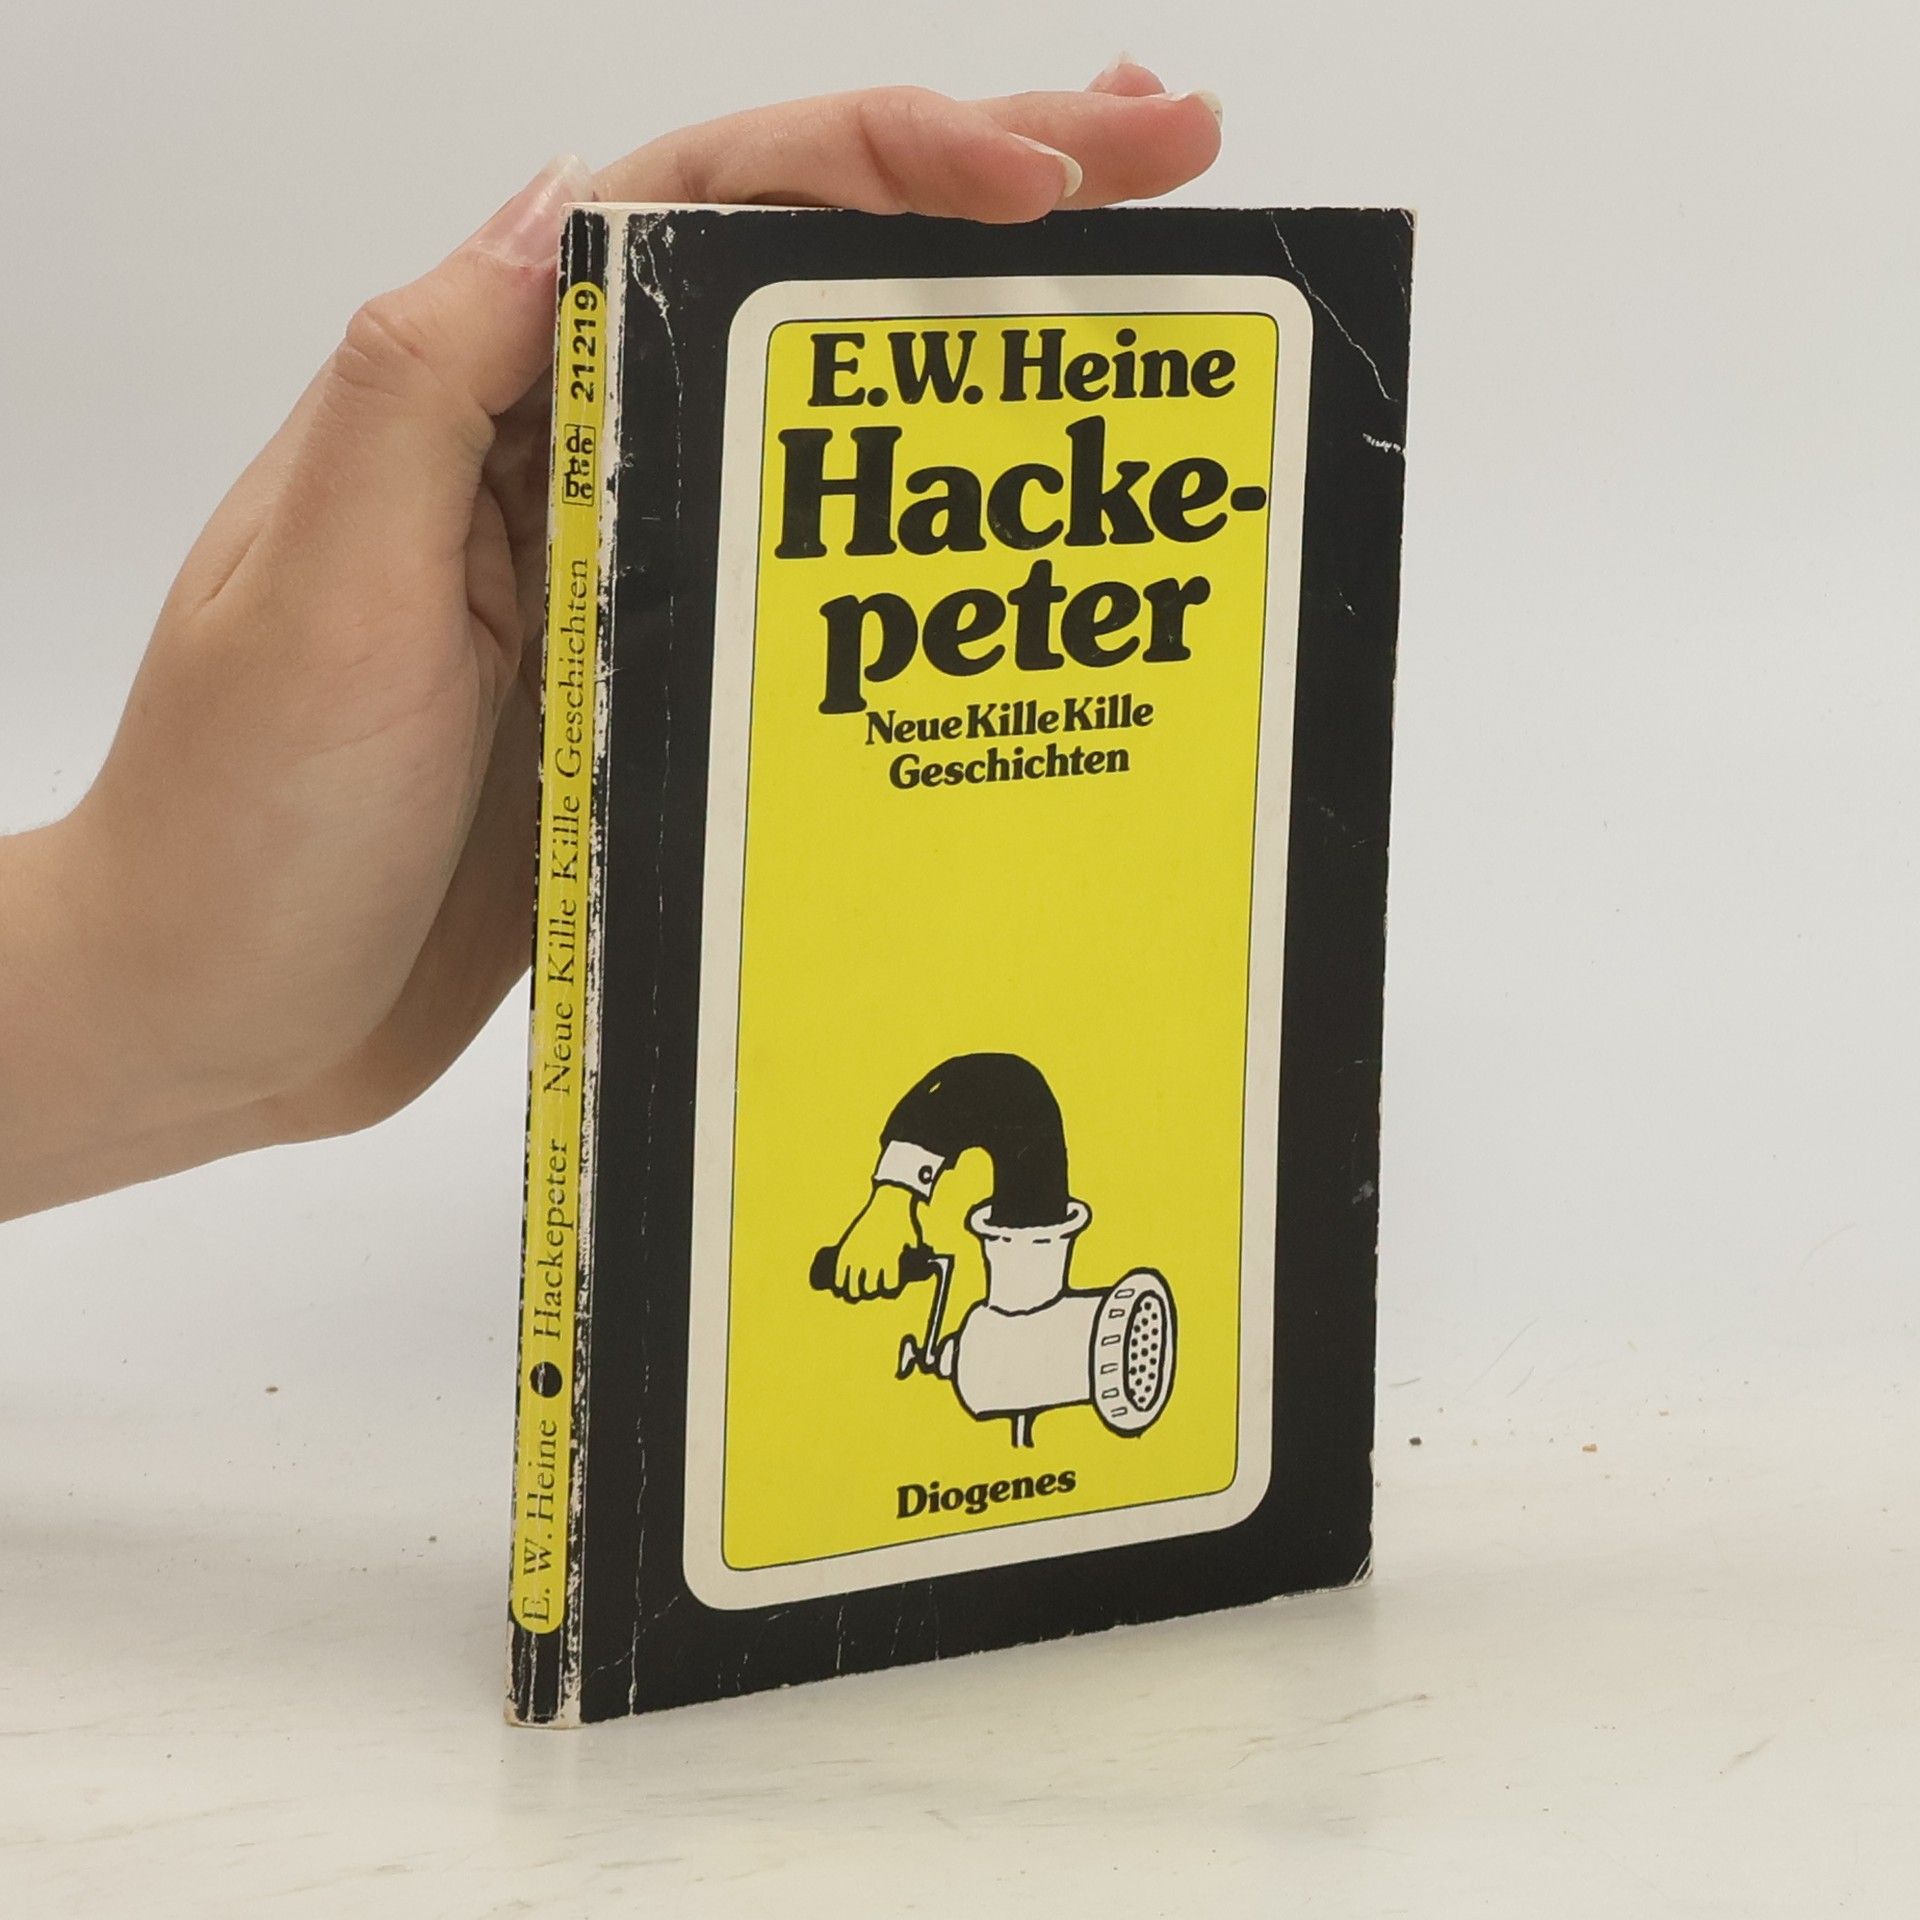 E.W. Heine
Hacke-
peter
Neue Kille Kille
Geschichten
Diogenes
E. W. Heine ● Hackepeter Neue Kille Kille Geschichten
detebe
21219